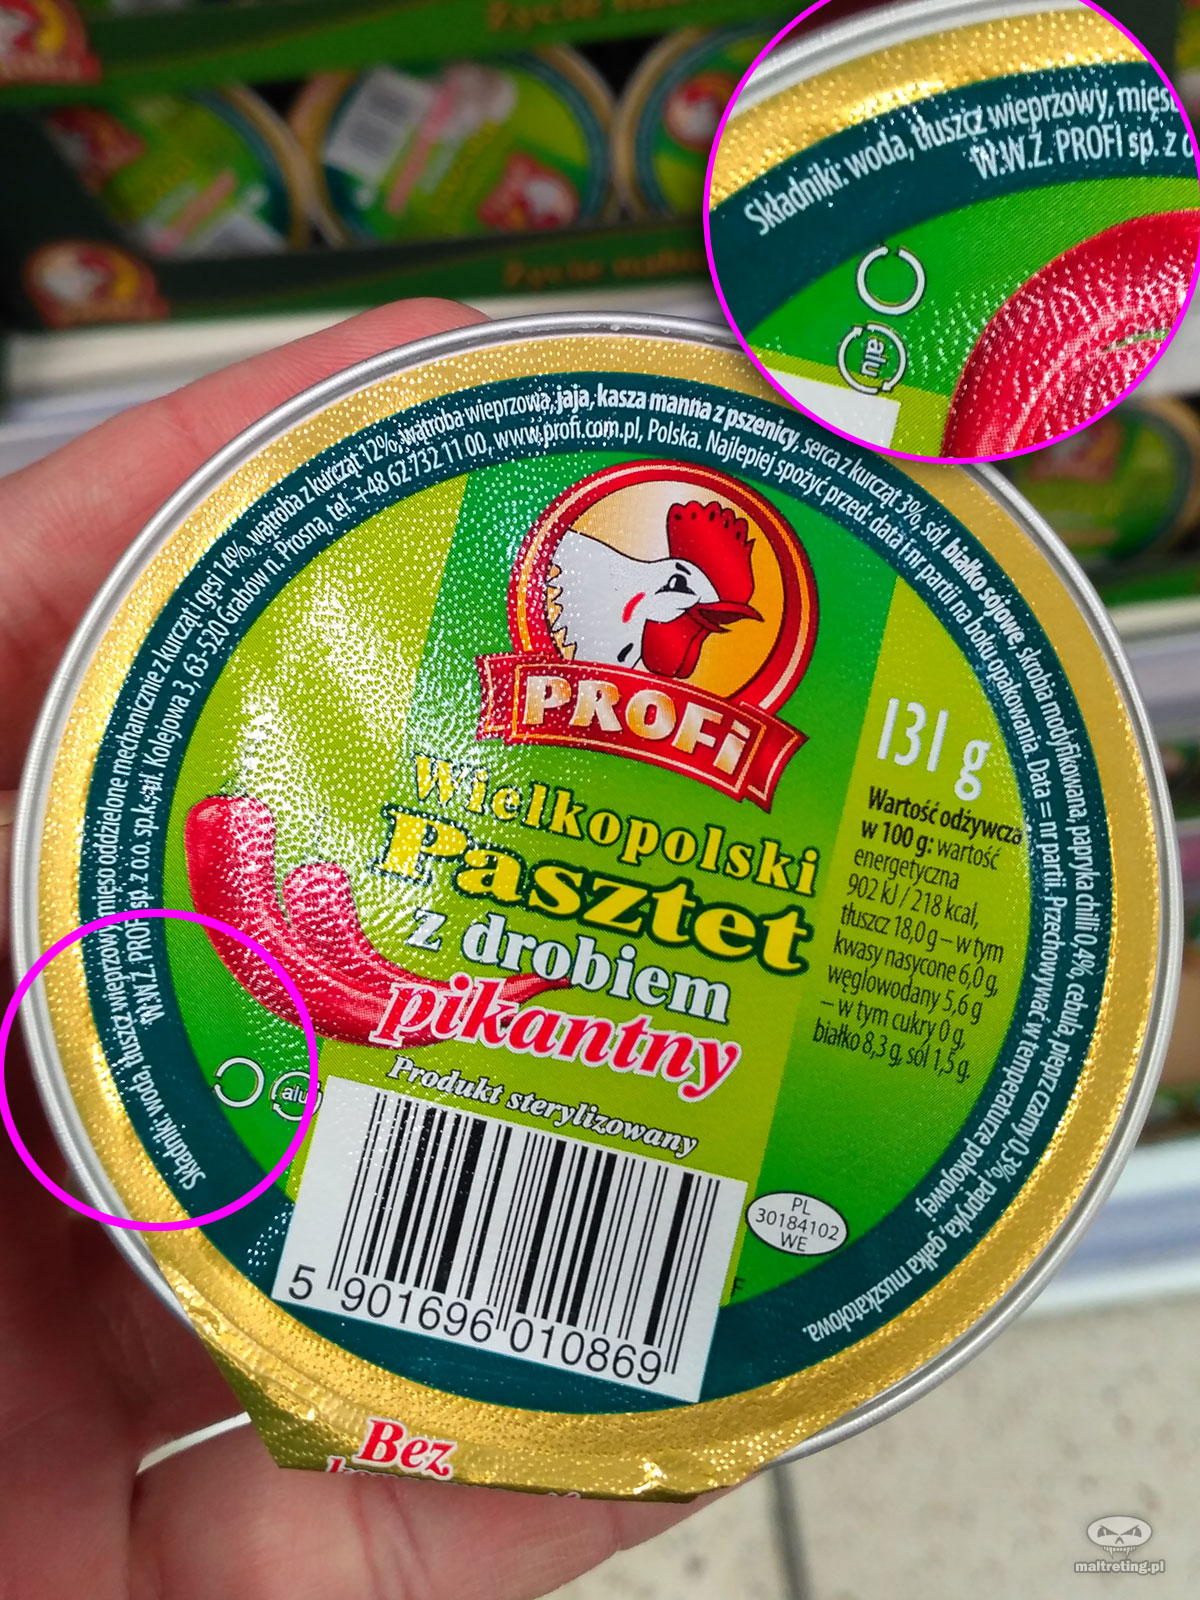 Składniki: woda, tłuszcz wieprzowy, mięso oddzielone mechanicznie z kurcząt i gęsi 14%, wątroba z kurcząt 12%, wątroba wieprzowa, jaja, kasza manna z pszenicy, serca z kurcząt 3%, sól, białko sojowe, skrobia modyfikowana, papryka chilli 0,4%, cebula, pieprz czarny 0,3%, papryka, gałka muszkatołowa.
W.W.Z. PROFI sp. z o.o. sp.k., ul. Kolejowa 3, 63-520 Grabów n. Prosną, tel. +48 62 732 11 00, www.profi.com.pl, Polska. Najlepiej spożyć przed: data i nr partii na boku opakowania. Data = nr partii. Przechowywać w temperaturze pokojowej.
PROFi
Wielkopolski
Pasztet
z drobiem
pikantny
Produkt sterylizowany
131 g
Wartość odżywcza
w 100 g: wartość
energetyczna
902 kJ / 218 kcal,
tłuszcz 18,0 g – w tym
kwasy nasycone 6,0 g,
węglowodany 5,6 g
– w tym cukry 0 g,
białko 8,3 g, sól 1,5 g.
alu
PL
30184102
WE
F
5 901696 010869
Bez
Składniki: woda, tłuszcz wieprzowy,
W.W.Z. PROFI sp. z
alu
maltreting.pl